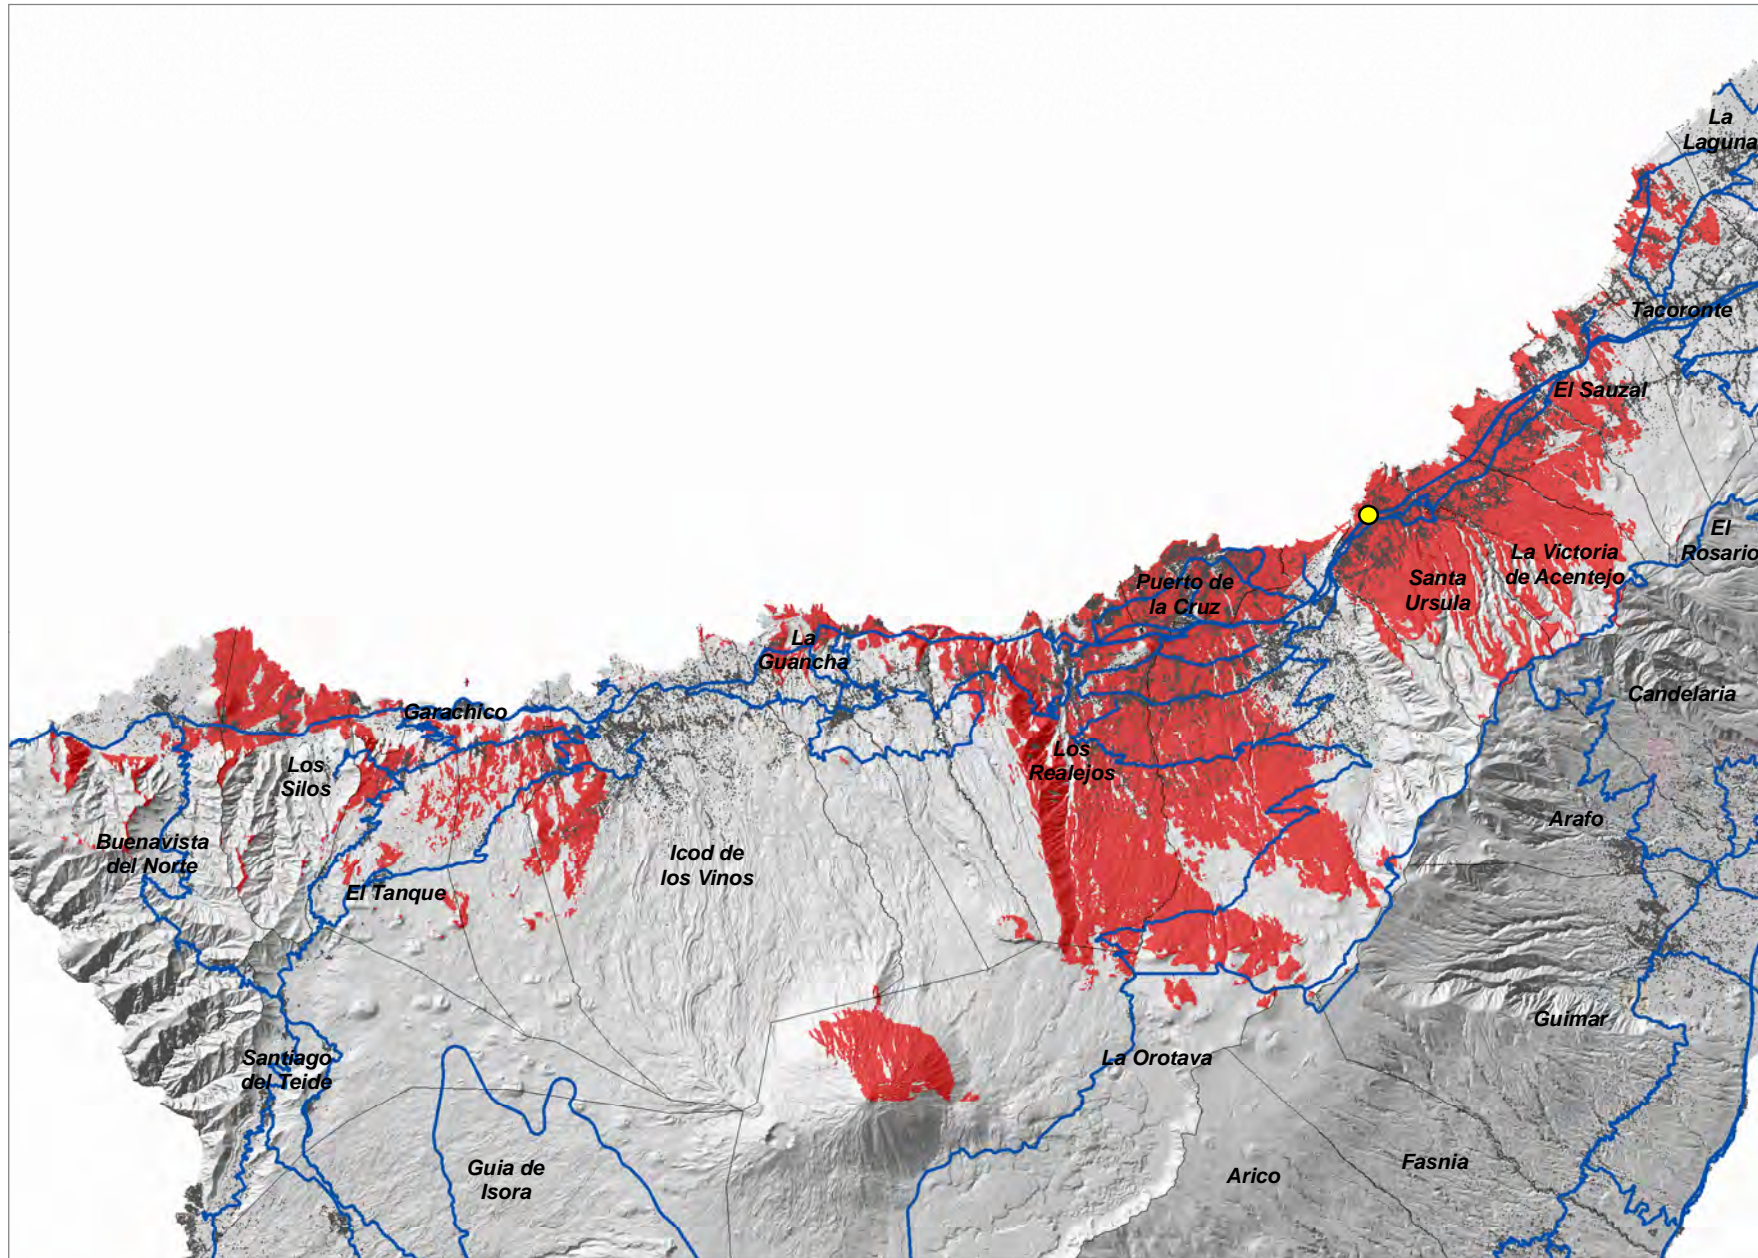 La
Laguna
Tacoronte
El Sauzal
El
Rosario
La Victoria
de Acentejo
Santa
Ursula
Puerto de
la Cruz
La
Guancha
Candelaria
Garachico
Los
Realejos
Los
Silos
Arafo
Buenavista
del Norte
Icod de
los Vinos
El Tanque
Guimar
Santiago
del Teide
La Orotava
Guia de
Isora
Fasnia
Arico